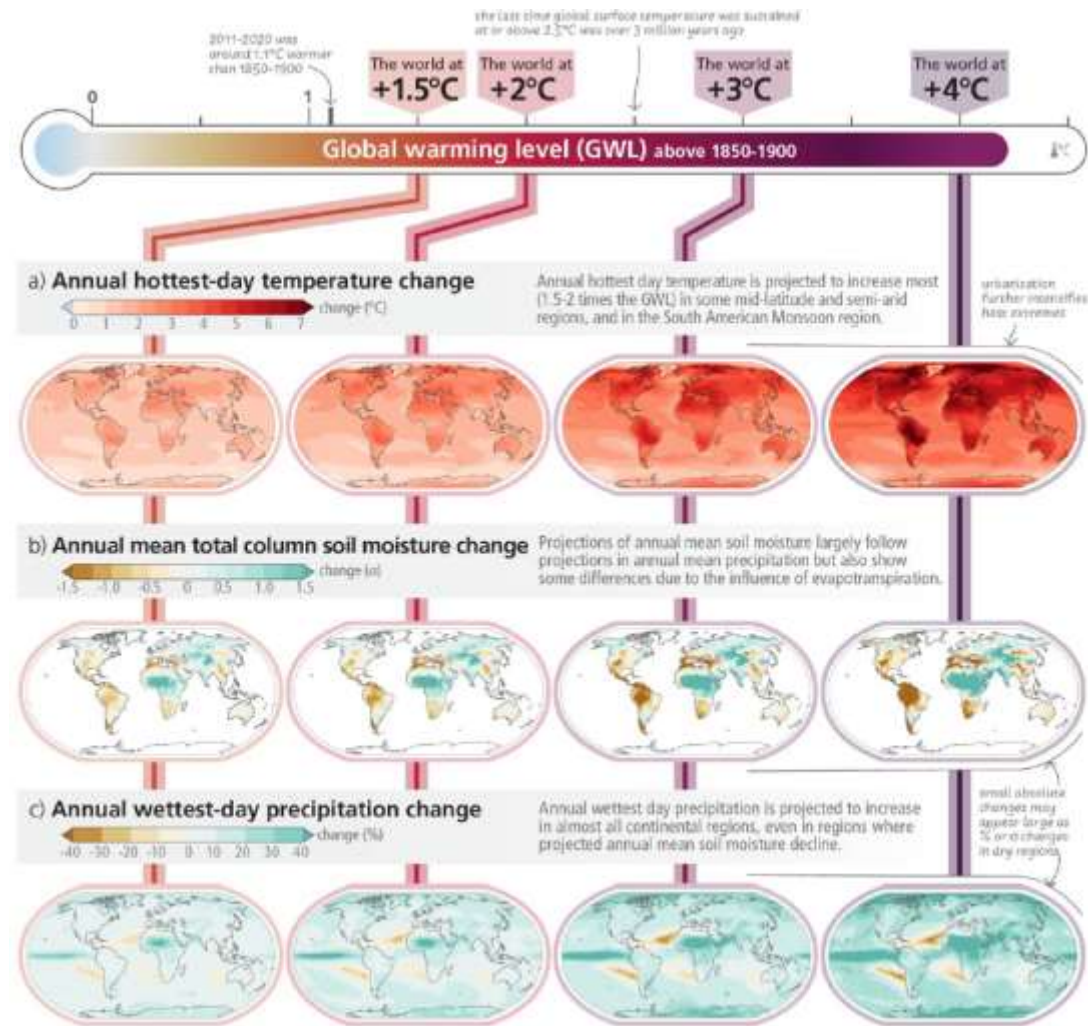 the last time global surface temperature was sustained
at or above 2.5°C was over 3 million years ago
2011-2020 was
around 1.1°C warmer
than 1850-1900
The world at
+1.5°C
The world at
+2°C
The world at
+3°C
The world at
+4°C
0
1
Global warming level (GWL) above 1850-1900
°C
a) Annual hottest-day temperature change
change (°C)
0 1 2 3 4 5 6 7
Annual hottest day temperature is projected to increase most
(1.5-2 times the GWL) in some mid-latitude and semi-arid
regions, and in the South American Monsoon region.
urbanisation
further intensifies
heat extremes
b) Annual mean total column soil moisture change
change (σ)
-1.5 -1.0 -0.5 0 0.5 1.0 1.5
Projections of annual mean soil moisture largely follow
projections in annual mean precipitation but also show
some differences due to the influence of evapotranspiration.
c) Annual wettest-day precipitation change
change (%)
-40 -30 -20 -10 0 10 20 30 40
Annual wettest day precipitation is projected to increase
in almost all continental regions, even in regions where
projected annual mean soil moisture decline.
small absolute
changes may
appear large as
% or σ changes
in dry regions